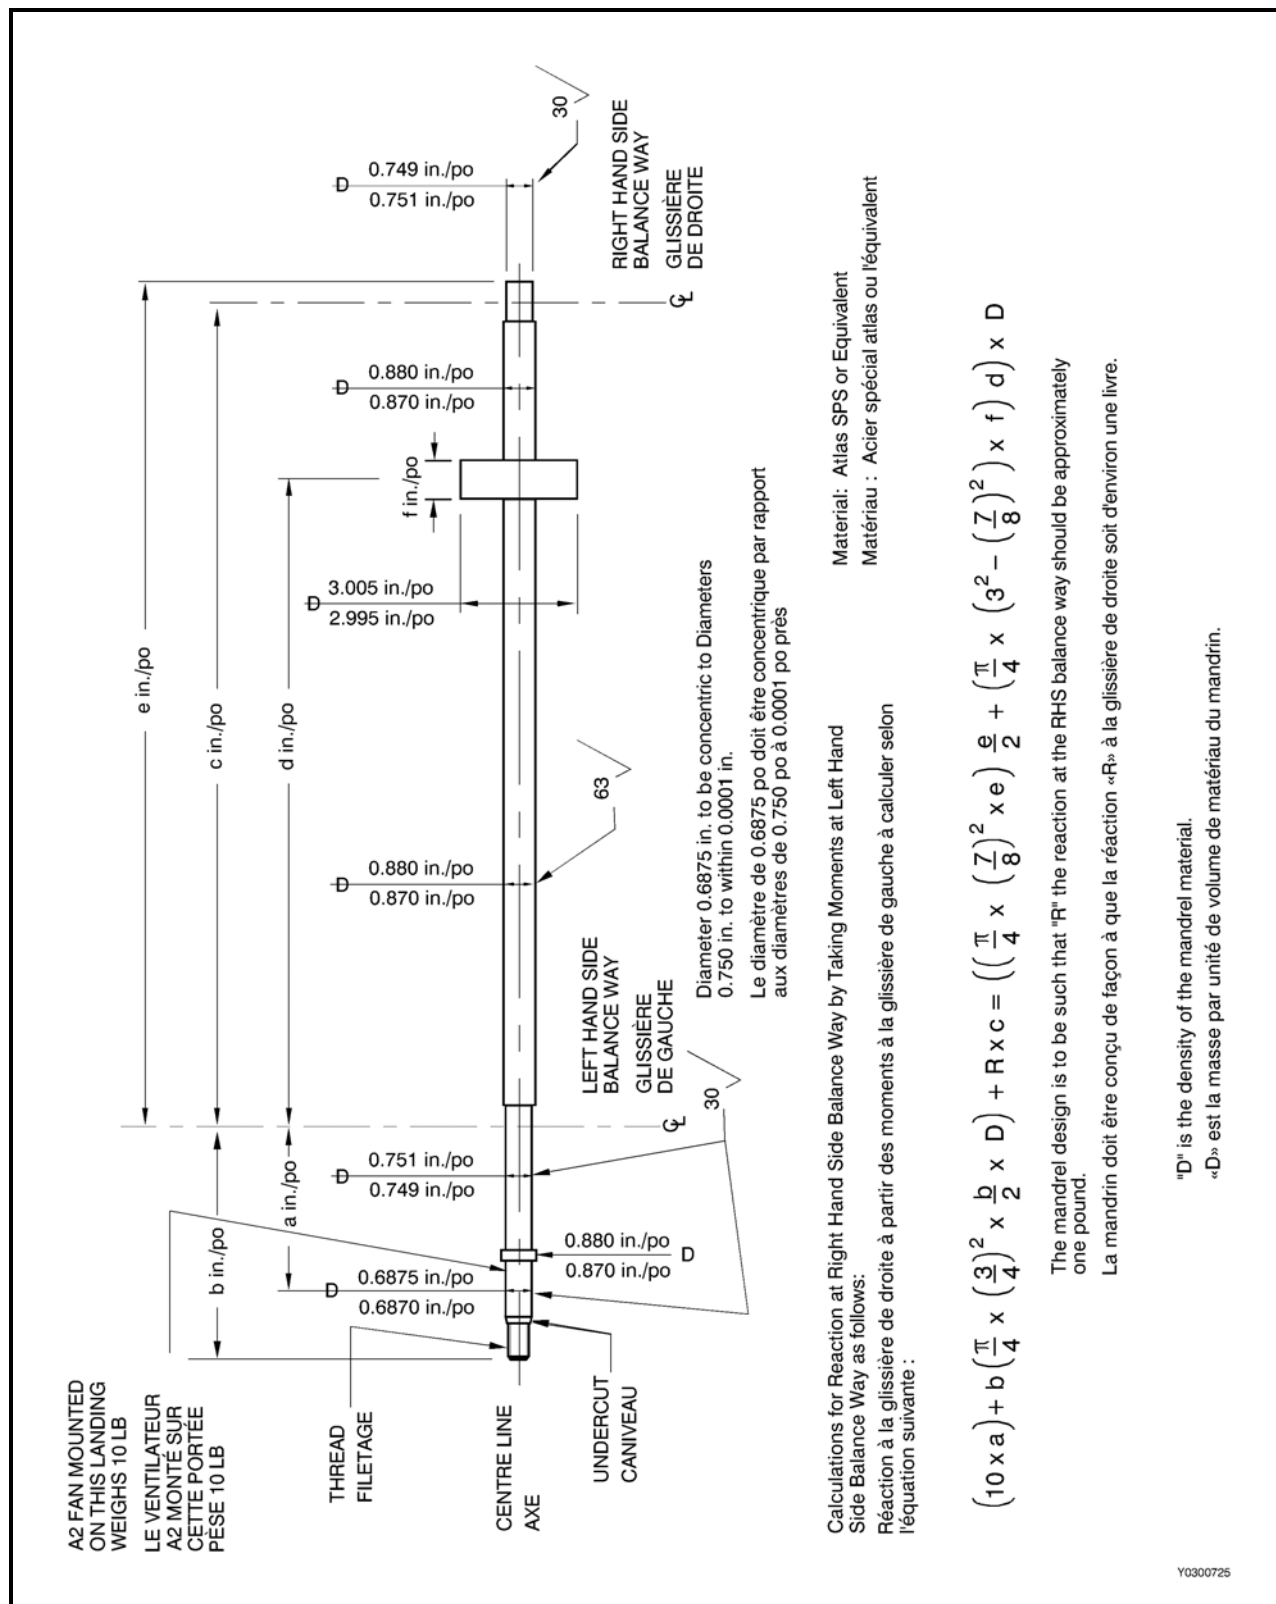 A2 FAN MOUNTED
ON THIS LANDING
WEIGHS 10 LB
LE VENTILATEUR
A2 MONTÉ SUR
CETTE PORTÉE
PÈSE 10 LB
THREAD
FILETAGE
CENTRE LINE
AXE
UNDERCUT
CANIVEAU
b in./po
a in./po
e in./po
c in./po
d in./po
f in./po
D
0.6875 in./po
0.6870 in./po
0.880 in./po
0.870 in./po
D
D
0.751 in./po
0.749 in./po
D
0.880 in./po
0.870 in./po
D
3.005 in./po
2.995 in./po
D
0.880 in./po
0.870 in./po
D
0.749 in./po
0.751 in./po
30
63
30
LEFT HAND SIDE
BALANCE WAY
GLISSIÈRE
DE GAUCHE
RIGHT HAND SIDE
BALANCE WAY
GLISSIÈRE
DE DROITE
CL
CL
Diameter 0.6875 in. to be concentric to Diameters
0.750 in. to within 0.0001 in.
Le diamètre de 0.6875 po doit être concentrique par rapport
aux diamètres de 0.750 po à 0.0001 po près
Material: Atlas SPS or Equivalent
Matériau : Acier spécial atlas ou l'équivalent
Calculations for Reaction at Right Hand Side Balance Way by Taking Moments at Left Hand
Side Balance Way as follows:
Réaction à la glissière de droite à partir des moments à la glissière de gauche à calculer selon
l'équation suivante :
(10 x a) + b (π/4 x (3/4)² x b/2 x D) + R x c = ((π/4 x (7/8)² x e) e/2 + (π/4 x (3² − (7/8)²) x f) d) x D
The mandrel design is to be such that "R" the reaction at the RHS balance way should be approximately
one pound.
La mandrin doit être conçu de façon à que la réaction «R» à la glissière de droite soit d'environ une livre.
"D" is the density of the mandrel material.
«D» est la masse par unité de volume de matériau du mandrin.
Y0300725